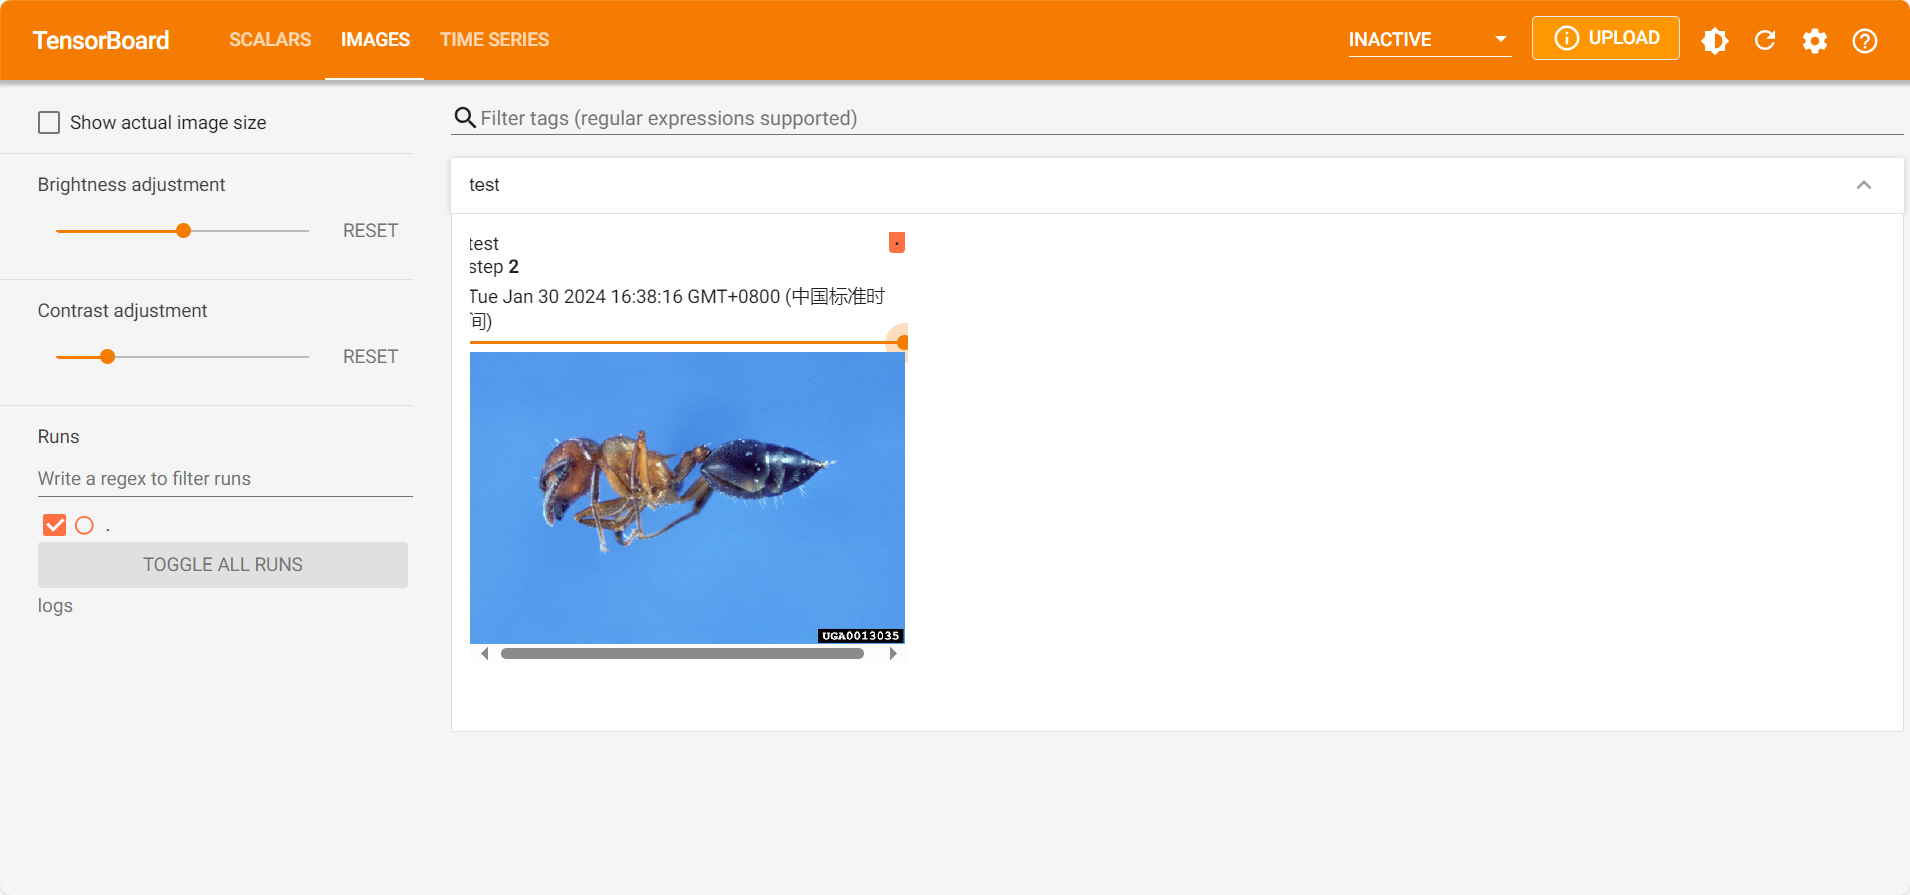 TensorBoard
SCALARS
IMAGES
TIME SERIES
INACTIVE
UPLOAD
Show actual image size
Brightness adjustment
RESET
Contrast adjustment
RESET
Runs
Write a regex to filter runs
.
TOGGLE ALL RUNS
logs
Filter tags (regular expressions supported)
test
test
.
step 2
Tue Jan 30 2024 16:38:16 GMT+0800 (中国标准时
间)
UGA0013035